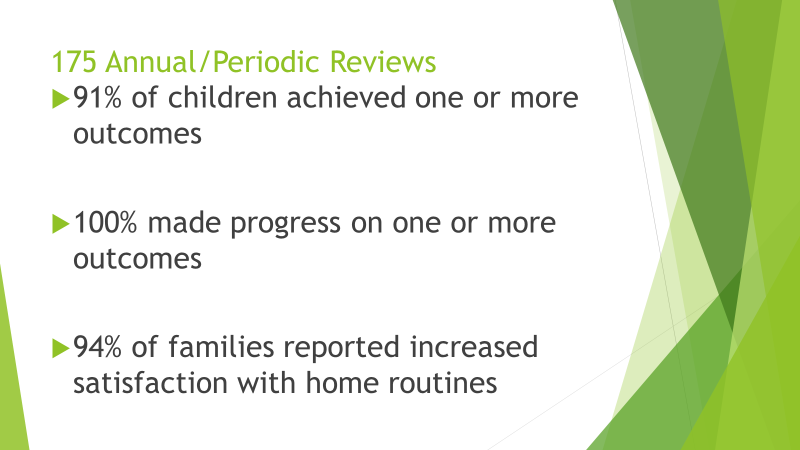 175 Annual/Periodic Reviews
91% of children achieved one or more
outcomes
100% made progress on one or more
outcomes
94% of families reported increased
satisfaction with home routines